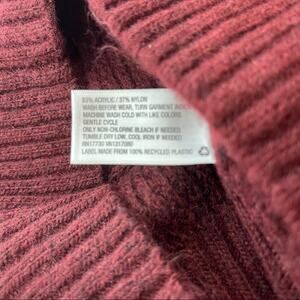 63% ACRYLIC / 37% NYLON
WASH BEFORE WEAR, TURN GARMENT INSIDE
MACHINE WASH COLD WITH LIKE COLORS
GENTLE CYCLE
ONLY NON-CHLORINE BLEACH IF NEEDED
TUMBLE DRY LOW, COOL IRON IF NEEDED
RN17730 VN1217080
LABEL MADE FROM 100% RECYCLED PLASTIC